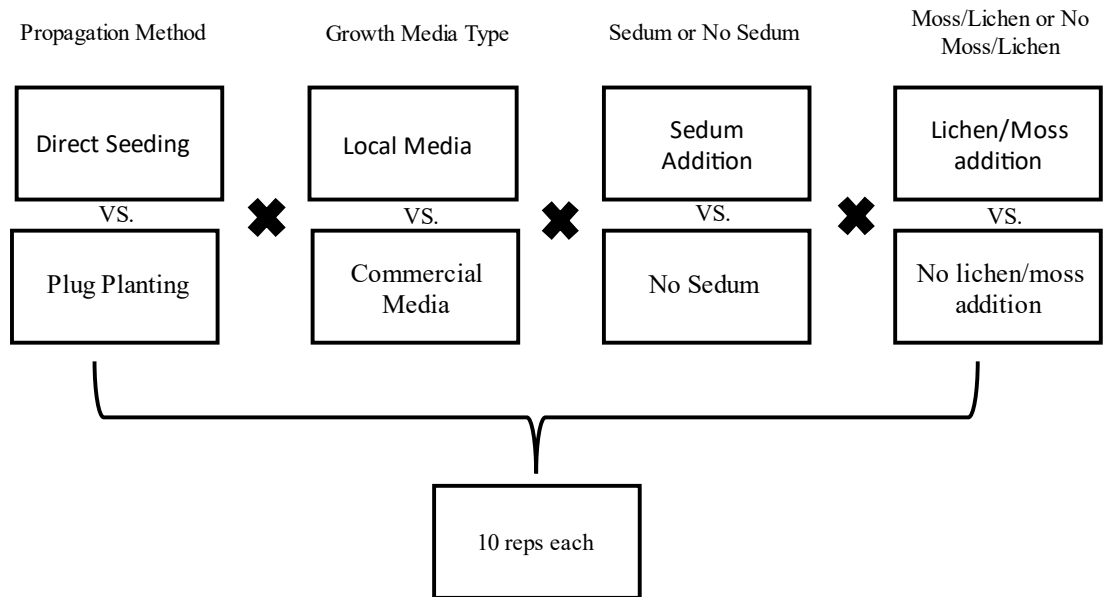 Propagation Method
Growth Media Type
Sedum or No Sedum
Moss/Lichen or No
Moss/Lichen
Direct Seeding
VS.
Plug Planting
Local Media
VS.
Commercial
Media
Sedum
Addition
VS.
No Sedum
Lichen/Moss
addition
VS.
No lichen/moss
addition
10 reps each